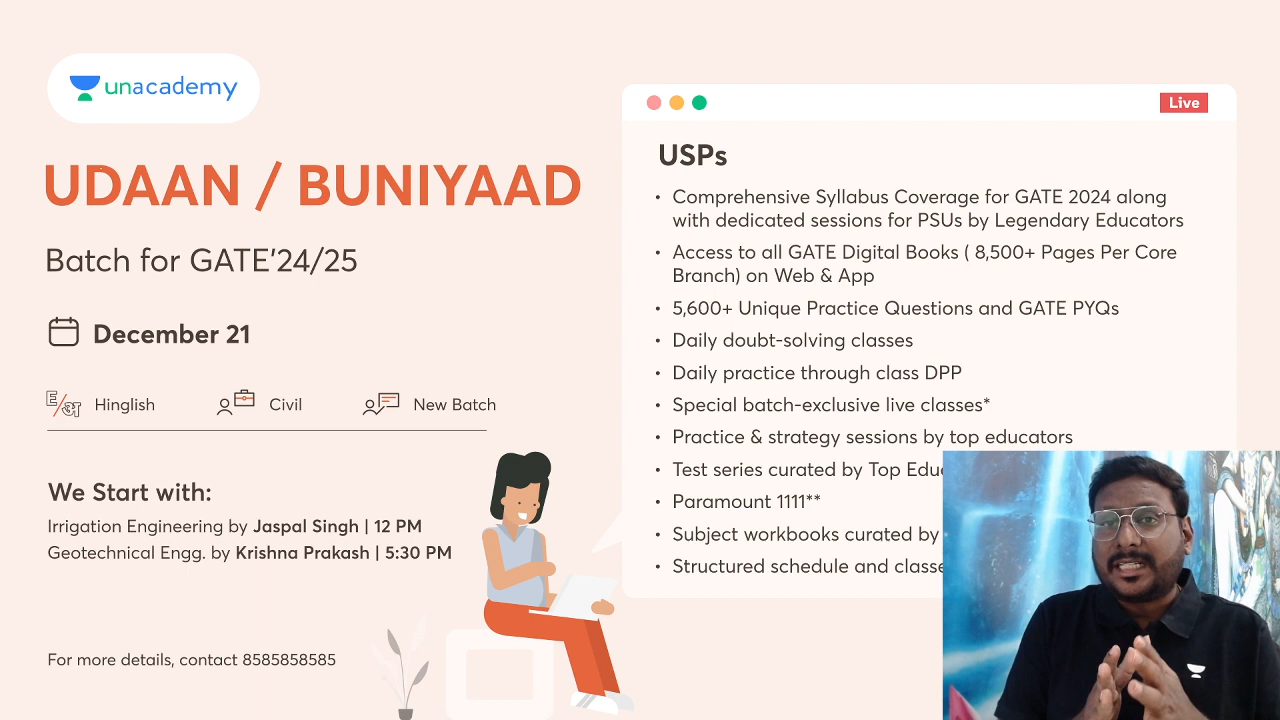 unacademy
UDAAN / BUNIYAAD
Batch for GATE'24/25
December 21
E/अ Hinglish
Civil
New Batch
We Start with:
Irrigation Engineering by Jaspal Singh | 12 PM
Geotechnical Engg. by Krishna Prakash | 5:30 PM
For more details, contact 8585858585
Live
USPs
• Comprehensive Syllabus Coverage for GATE 2024 along
with dedicated sessions for PSUs by Legendary Educators
• Access to all GATE Digital Books ( 8,500+ Pages Per Core
Branch) on Web & App
• 5,600+ Unique Practice Questions and GATE PYQs
• Daily doubt-solving classes
• Daily practice through class DPP
• Special batch-exclusive live classes*
• Practice & strategy sessions by top educators
• Test series curated by Top Edu
• Paramount 1111**
• Subject workbooks curated by
• Structured schedule and classe